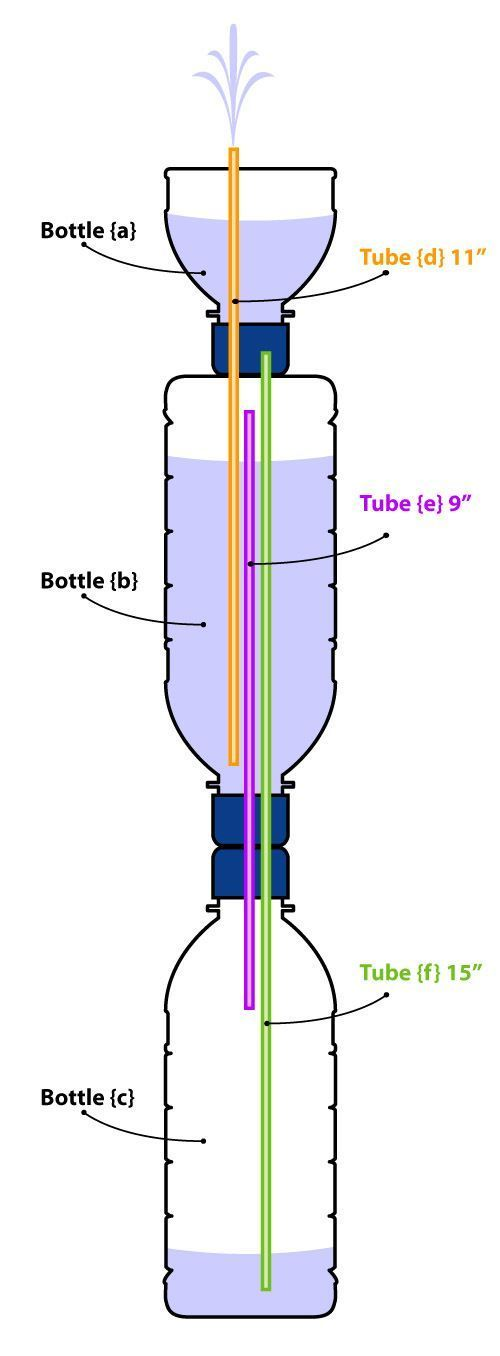 Bottle {a}
Tube {d} 11”
Tube {e} 9”
Bottle {b}
Tube {f} 15”
Bottle {c}